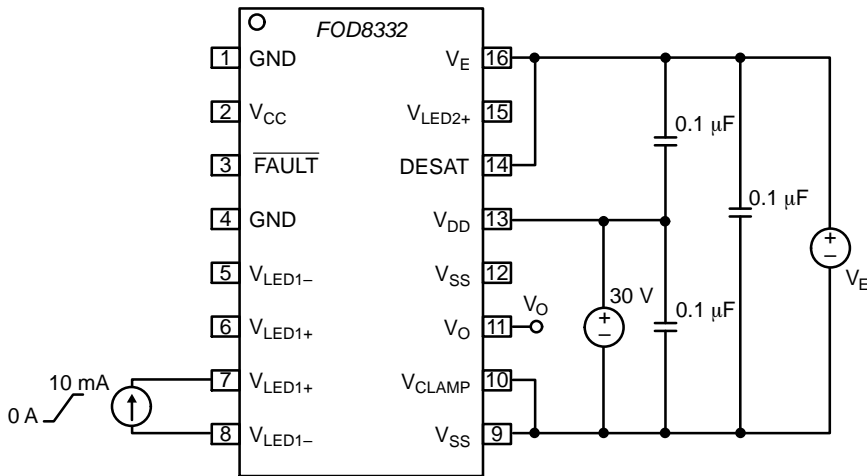 FOD8332
1 GND
2 VCC
3 FAULT
4 GND
5 VLED1–
6 VLED1+
7 VLED1+
8 VLED1–
VE 16
VLED2+ 15
DESAT 14
VDD 13
VSS 12
VO 11
VCLAMP 10
VSS 9
10 mA
0 A
VO
30 V
+
–
0.1 μF
0.1 μF
0.1 μF
+
–
VE